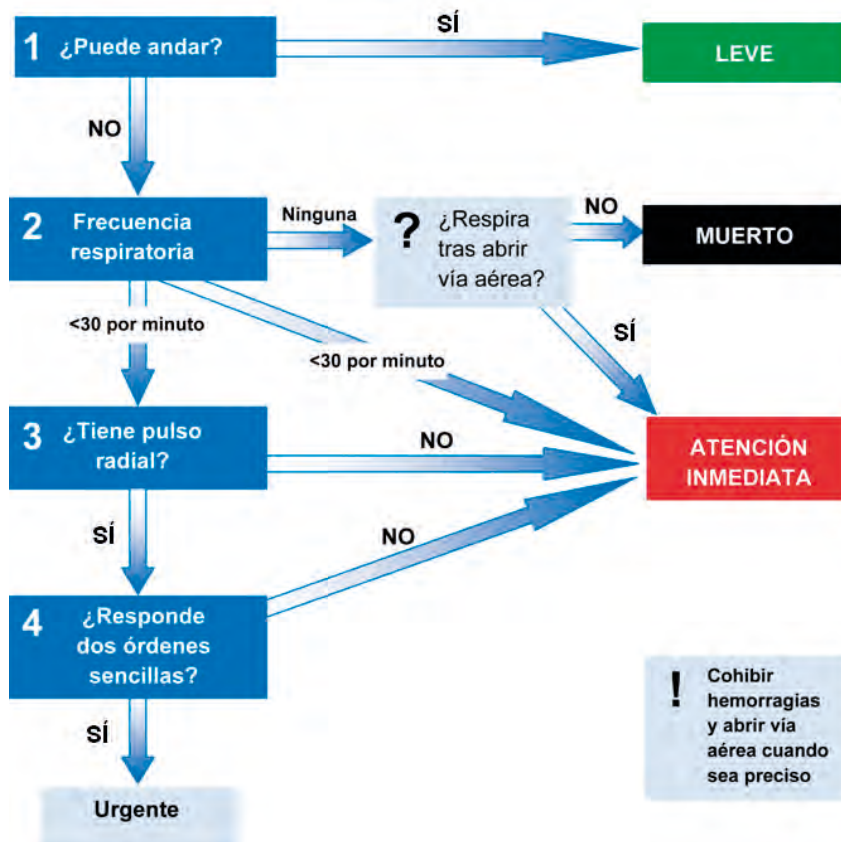 SÍ
1 ¿Puede andar?
LEVE
NO
2 Frecuencia
respiratoria
Ninguna
? ¿Respira
tras abrir
vía aérea?
NO
MUERTO
<30 por minuto
<30 por minuto
SÍ
3 ¿Tiene pulso
radial?
NO
ATENCIÓN
INMEDIATA
SÍ
NO
4 ¿Responde
dos órdenes
sencillas?
SÍ
Urgente
! Cohibir
hemorragias
y abrir vía
aérea cuando
sea preciso